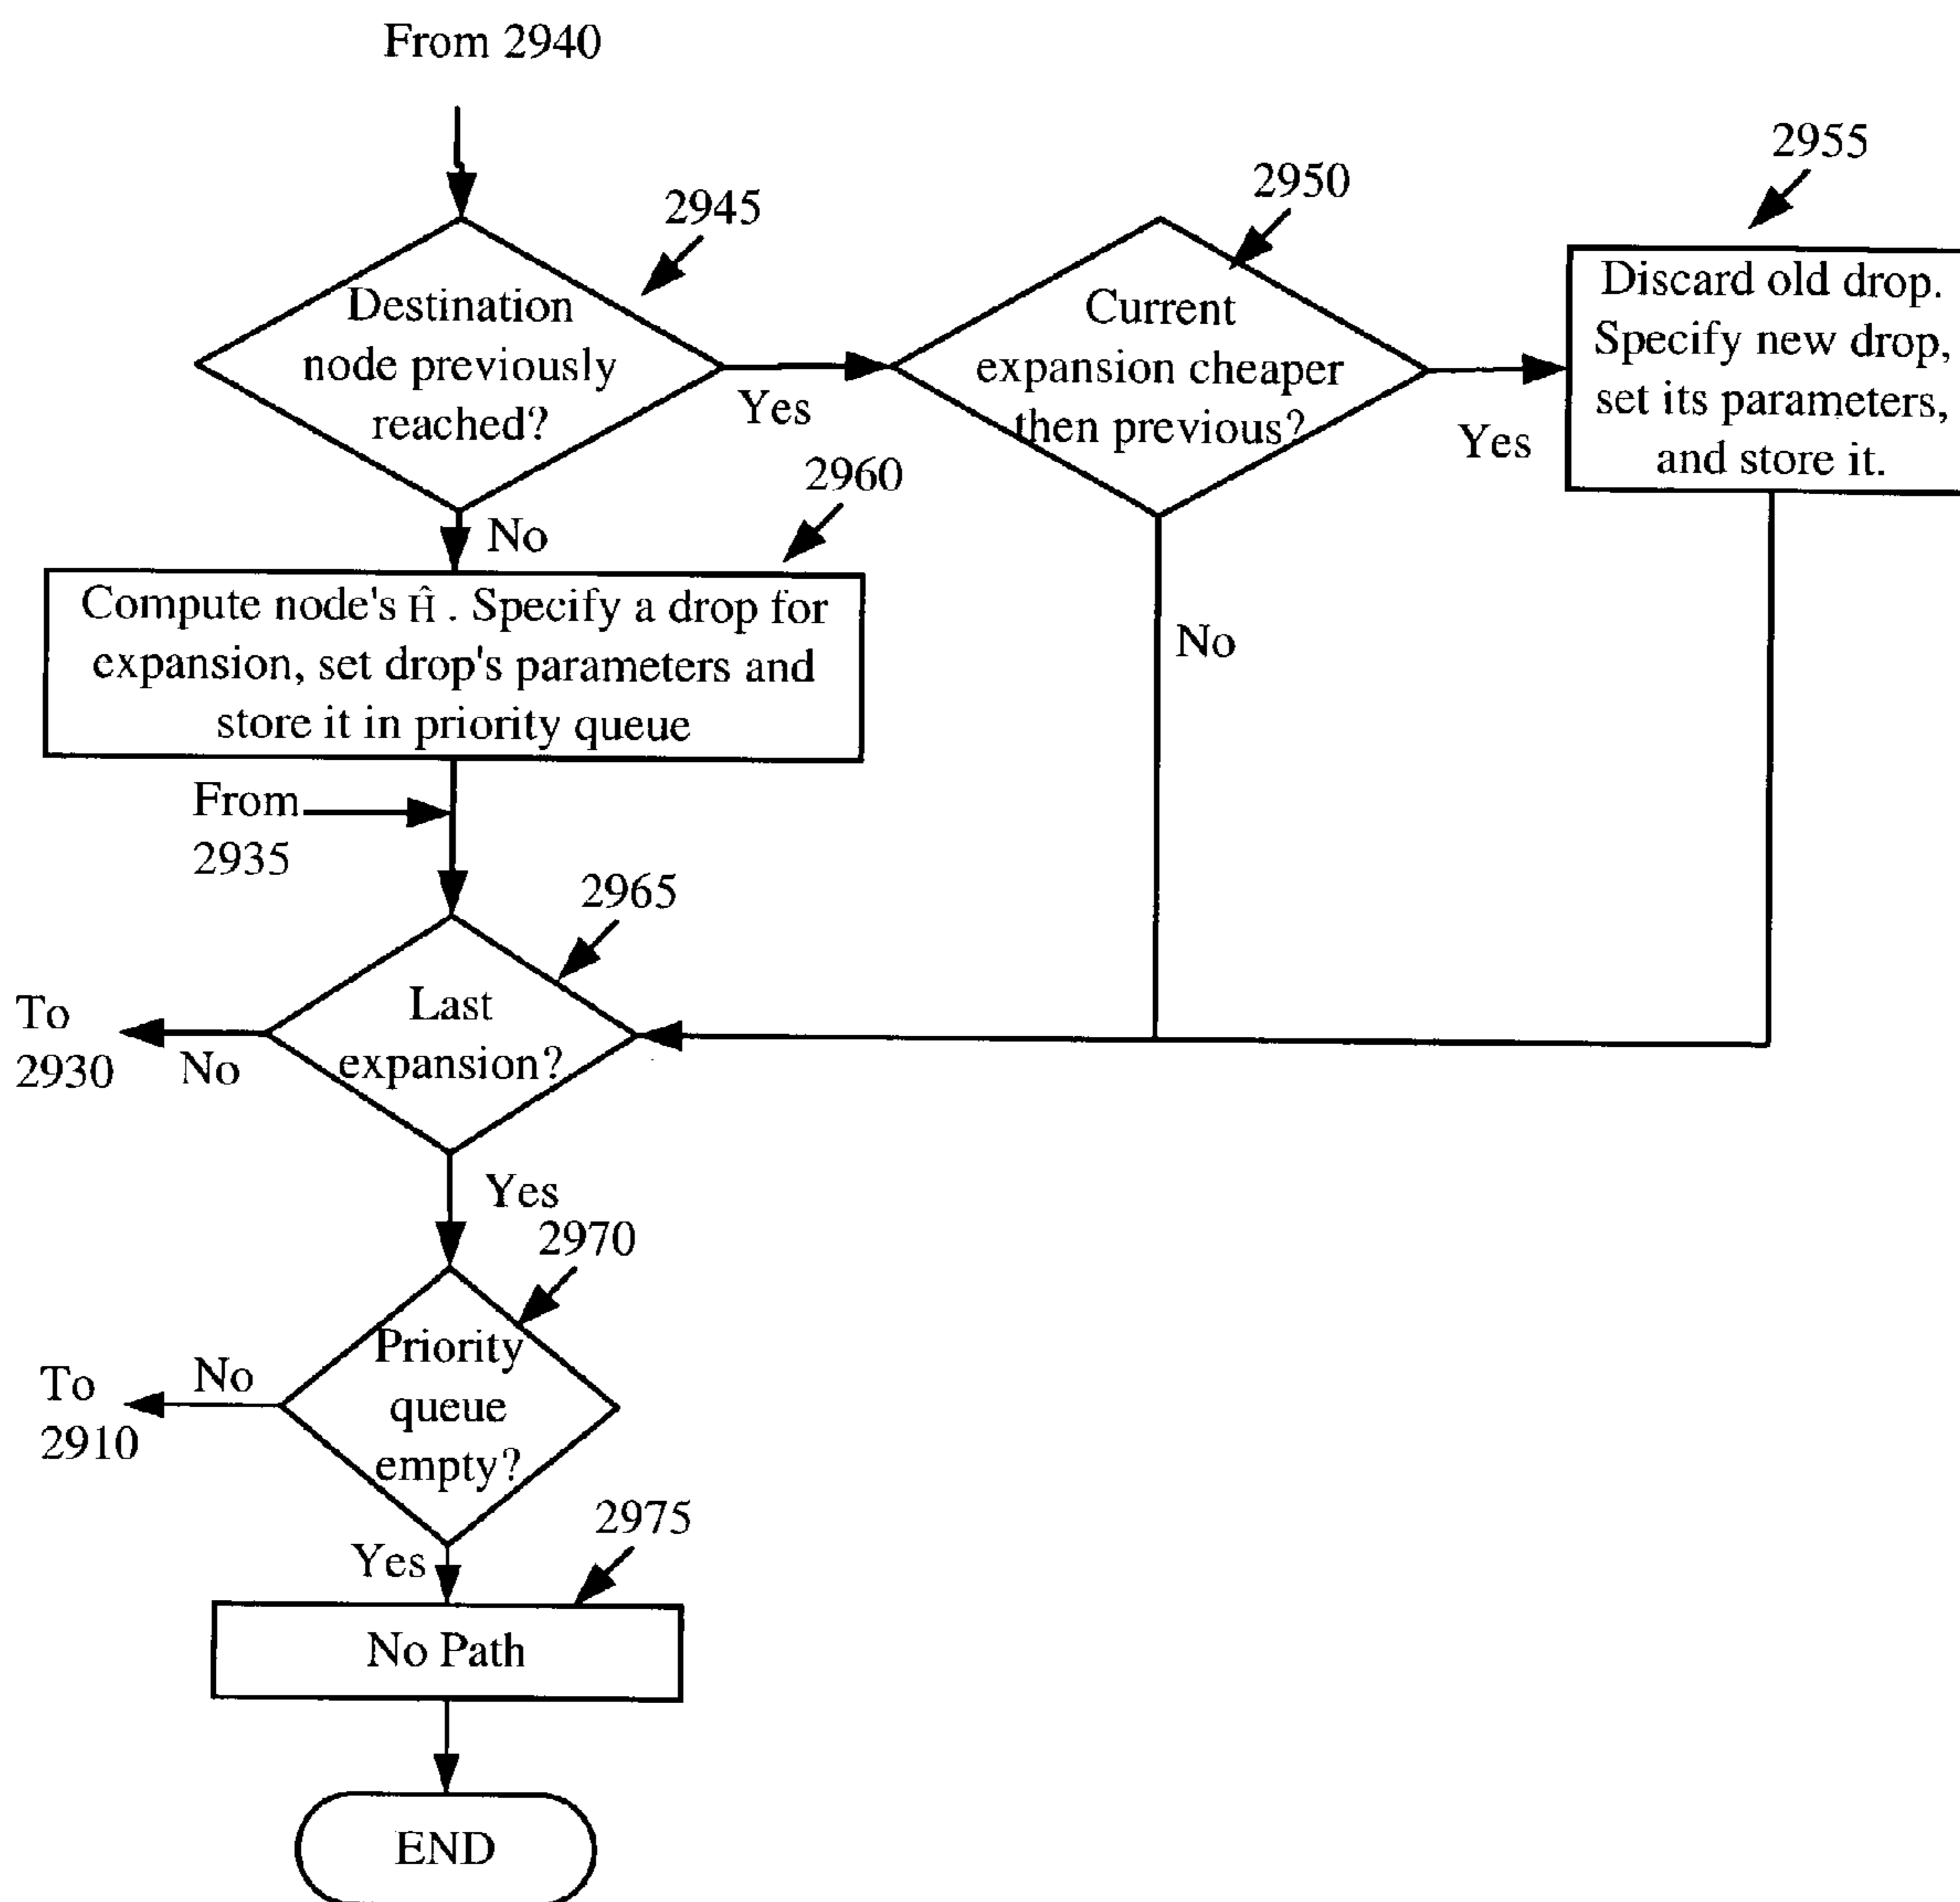 From 2940
2945
2950
2955
Destination
node previously
reached?
Yes
Current
expansion cheaper
then previous?
Yes
Discard old drop.
Specify new drop,
set its parameters,
and store it.
No
2960
Compute node's Ĥ . Specify a drop for
expansion, set drop's parameters and
store it in priority queue
No
From
2935
2965
Last
expansion?
To
2930
No
Yes
2970
Priority
queue
empty?
To
2910
No
Yes
2975
No Path
END